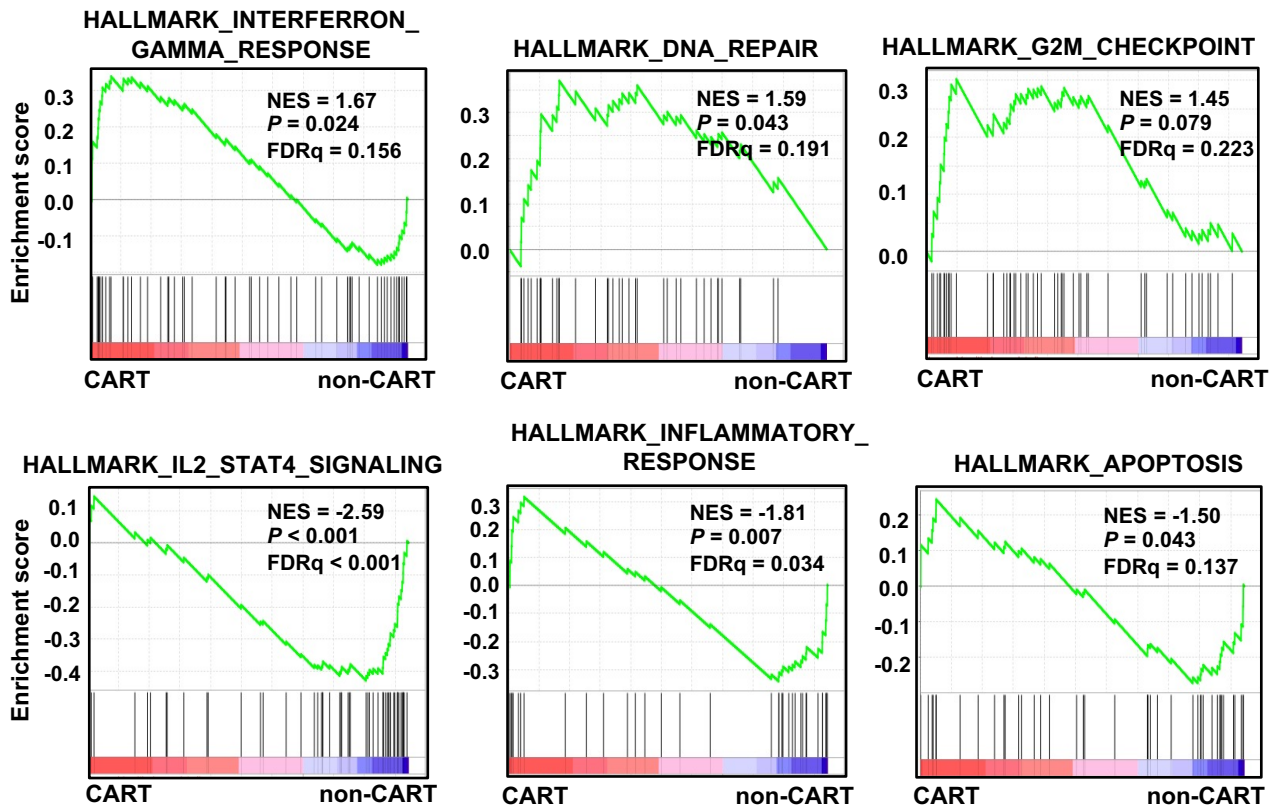 HALLMARK_INTERFERRON_
GAMMA_RESPONSE
Enrichment score
0.3
0.2
0.1
0.0
-0.1
NES = 1.67
P = 0.024
FDRq = 0.156
CART
non-CART
HALLMARK_DNA_REPAIR
0.3
0.2
0.1
0.0
NES = 1.59
P = 0.043
FDRq = 0.191
CART
non-CART
HALLMARK_G2M_CHECKPOINT
0.3
0.2
0.1
0.0
NES = 1.45
P = 0.079
FDRq = 0.223
CART
non-CART
HALLMARK_IL2_STAT4_SIGNALING
Enrichment score
0.1
0.0
-0.1
-0.2
-0.3
-0.4
NES = -2.59
P < 0.001
FDRq < 0.001
CART
non-CART
HALLMARK_INFLAMMATORY_
RESPONSE
0.3
0.2
0.1
0.0
-0.1
-0.2
-0.3
NES = -1.81
P = 0.007
FDRq = 0.034
CART
non-CART
HALLMARK_APOPTOSIS
0.2
0.1
0.0
-0.1
-0.2
NES = -1.50
P = 0.043
FDRq = 0.137
CART
non-CART